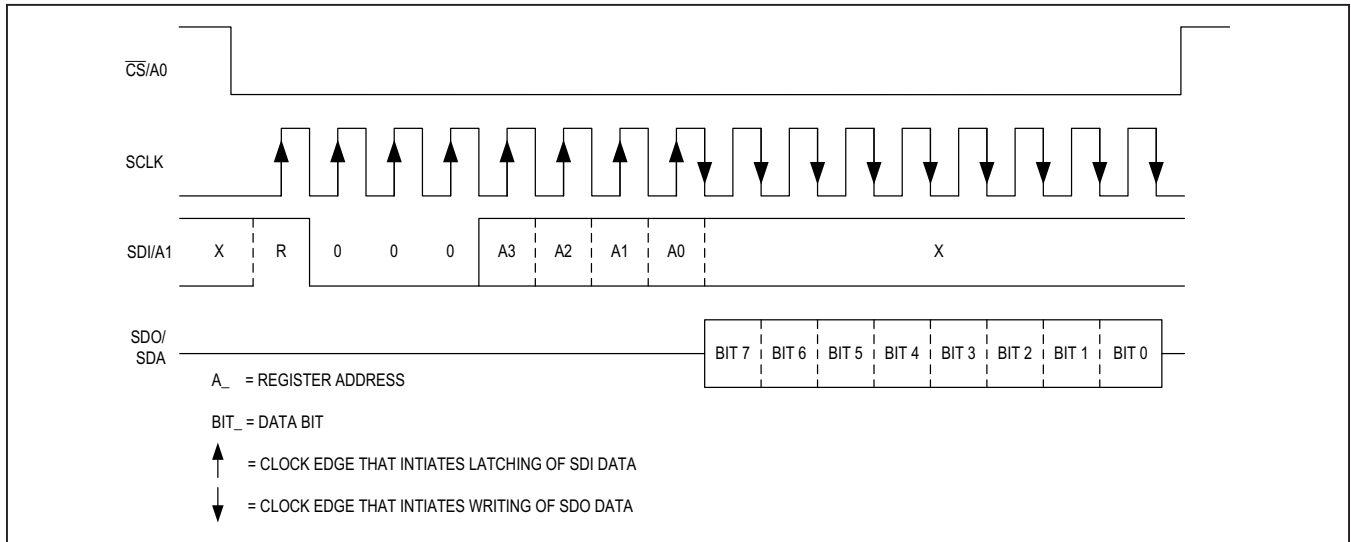 C̅S̅/A0
SCLK
SDI/A1 X R 0 0 0 A3 A2 A1 A0 X
SDO/
SDA
BIT 7 BIT 6 BIT 5 BIT 4 BIT 3 BIT 2 BIT 1 BIT 0
A_ = REGISTER ADDRESS
BIT_ = DATA BIT
= CLOCK EDGE THAT INTIATES LATCHING OF SDI DATA
= CLOCK EDGE THAT INTIATES WRITING OF SDO DATA